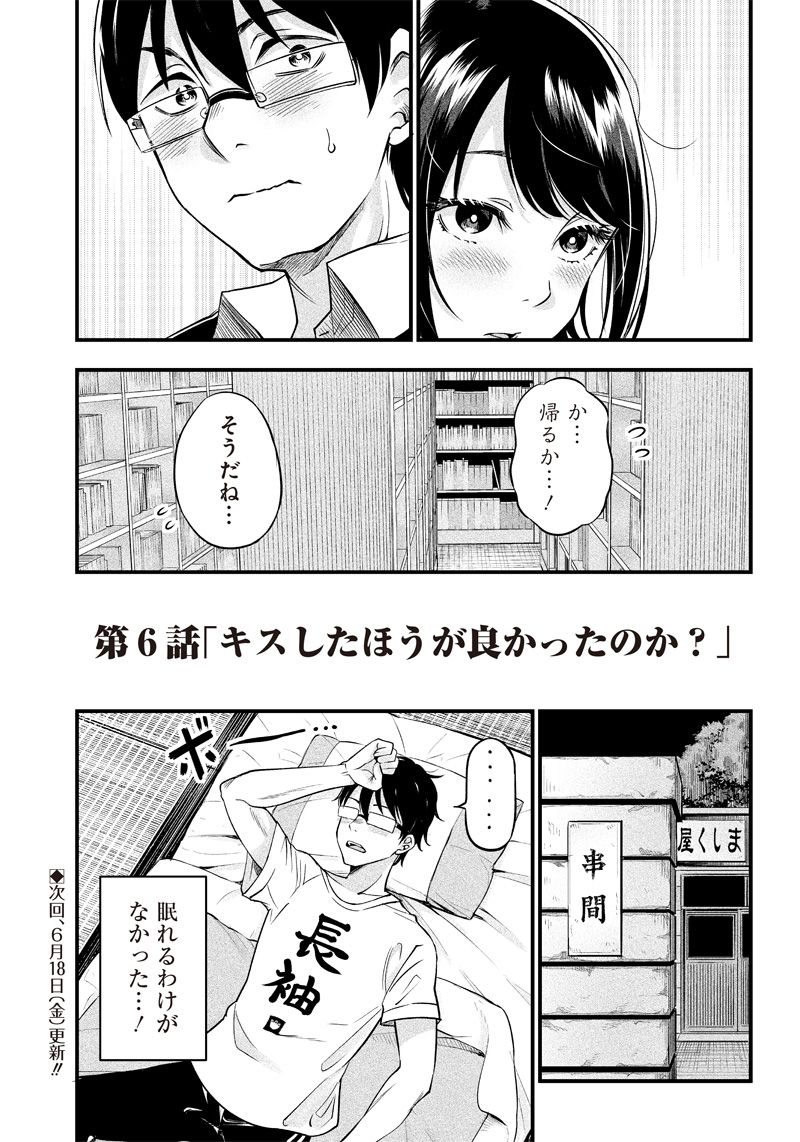 か…
帰るか…！
そうだね…
第６話「キスしたほうが良かったのか？」
串間
屋くしま
……
ボーッ…
長袖
眠れるわけが
なかった…！
◆次回、６月18日（金）更新!!